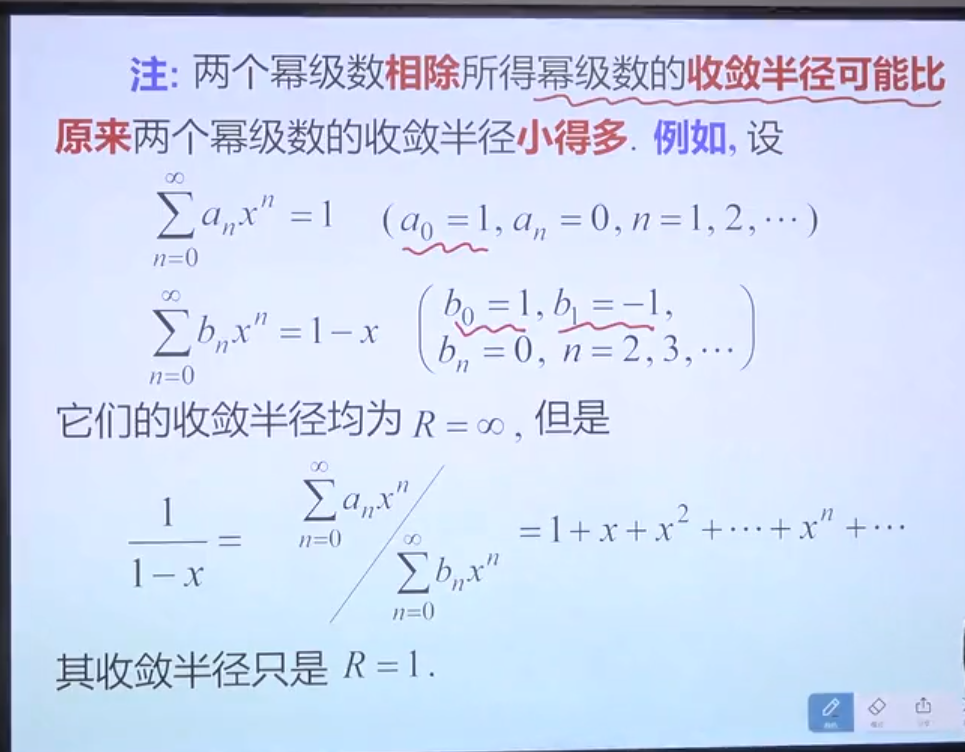 注: 两个幂级数相除所得幂级数的收敛半径可能比
原来两个幂级数的收敛半径小得多. 例如, 设
$\sum_{n=0}^{\infty} a_n x^n = 1$ $(a_0 = 1, a_n = 0, n = 1, 2, \cdots)$
$\sum_{n=0}^{\infty} b_n x^n = 1 - x$ $\begin{pmatrix} b_0 = 1, b_1 = -1, \\ b_n = 0, n = 2, 3, \cdots \end{pmatrix}$
它们的收敛半径均为 $R = \infty$, 但是
$\frac{1}{1-x} = \sum_{n=0}^{\infty} a_n x^n \Big/ \sum_{n=0}^{\infty} b_n x^n = 1 + x + x^2 + \cdots + x^n + \cdots$
其收敛半径只是 $R = 1$.